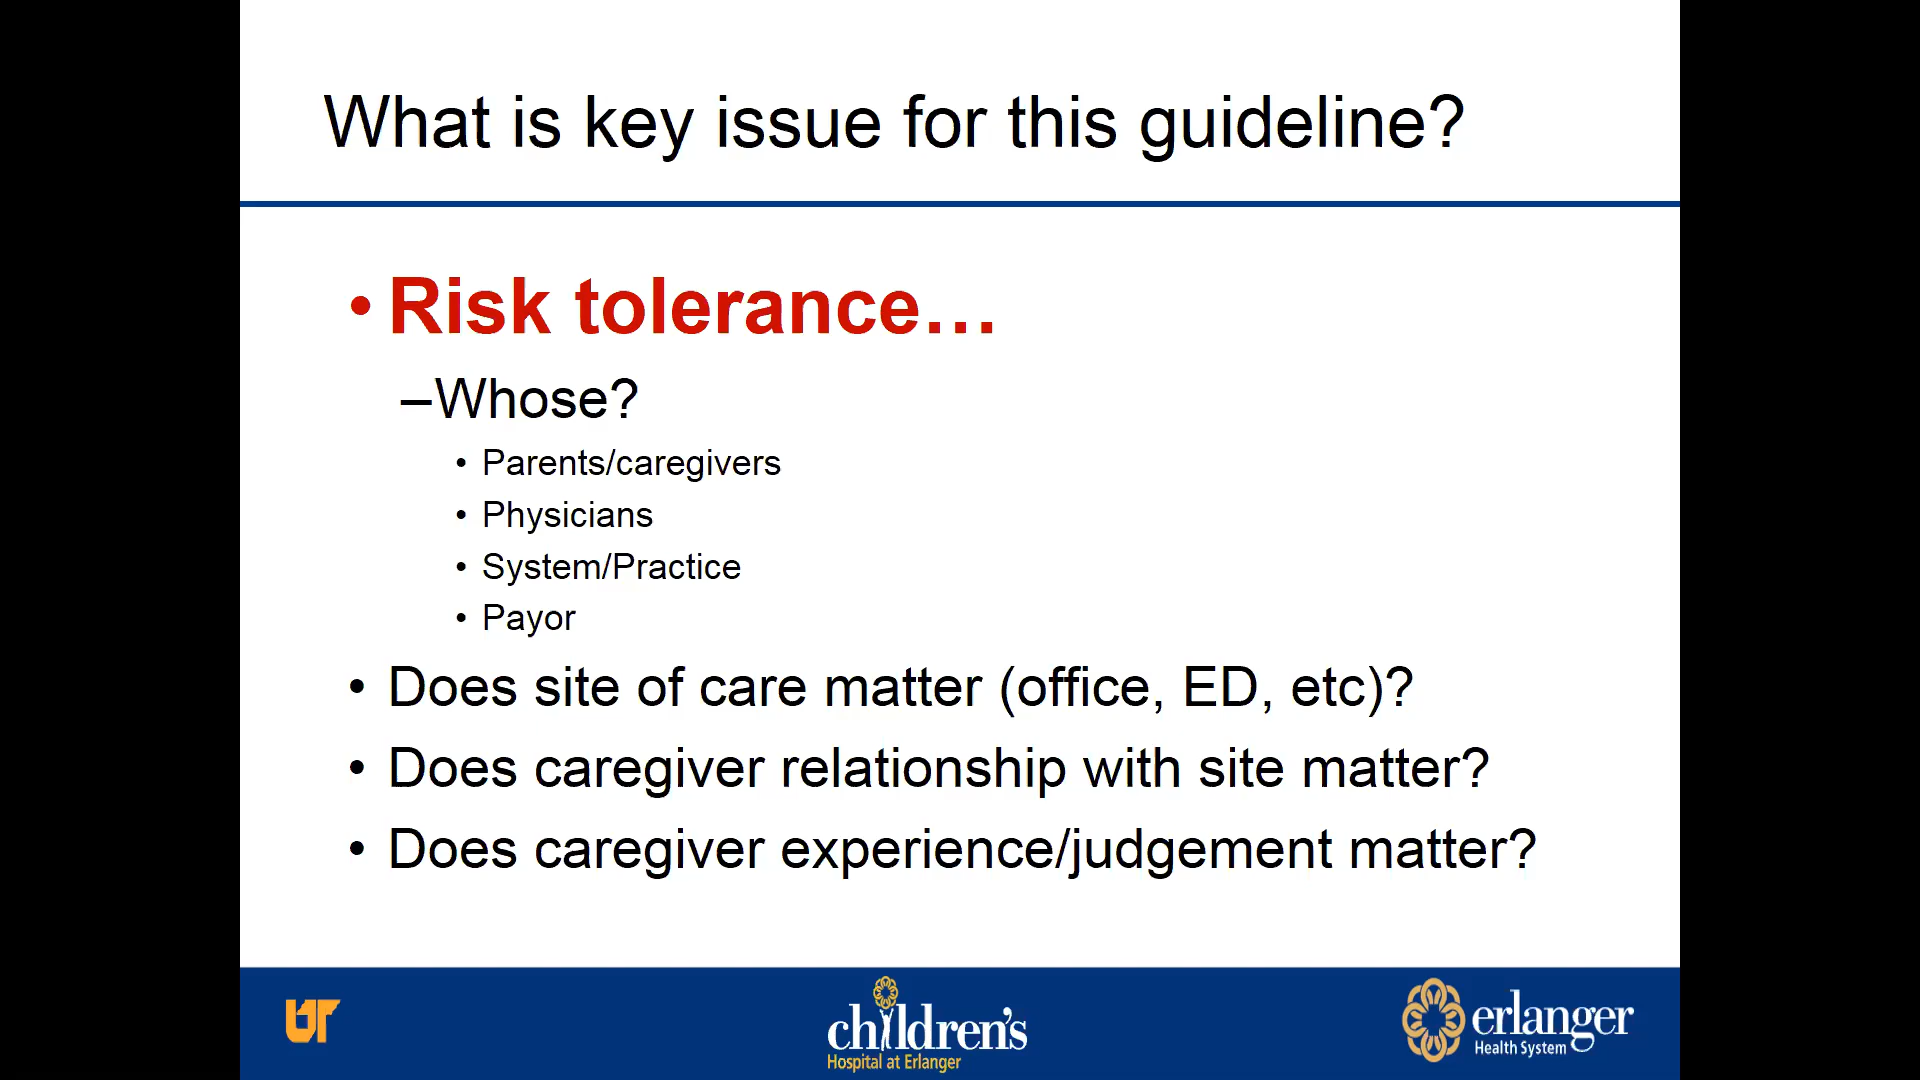 What is key issue for this guideline?
• Risk tolerance…
–Whose?
• Parents/caregivers
• Physicians
• System/Practice
• Payor
• Does site of care matter (office, ED, etc)?
• Does caregiver relationship with site matter?
• Does caregiver experience/judgement matter?
UT
children's
Hospital at Erlanger
erlanger
Health System